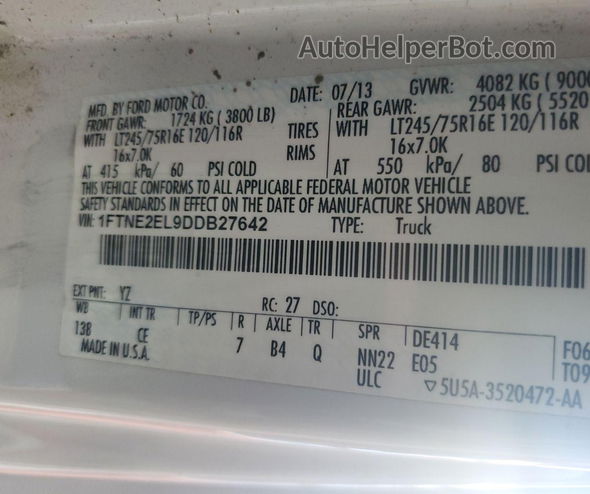 AutoHelperBot.com
MFD. BY FORD MOTOR CO.
DATE: 07/13
GVWR: 4082 KG (9000
FRONT GAWR: 1724 KG (3800 LB)
REAR GAWR: 2504 KG (5520
WITH LT245/75R16E 120/116R TIRES WITH LT245/75R16E 120/116R
16x7.0K RIMS 16x7.0K
AT 415 kPa/ 60 PSI COLD AT 550 kPa/ 80 PSI CO
THIS VEHICLE CONFORMS TO ALL APPLICABLE FEDERAL MOTOR VEHICLE
SAFETY STANDARDS IN EFFECT ON THE DATE OF MANUFACTURE SHOWN ABOVE.
VIN: 1FTNE2EL9DDB27642 TYPE: Truck
EXT PNT: YZ RC: 27 DSO:
WB INT TR TP/PS R AXLE TR SPR DE414 F06
138 CE 7 B4 Q NN22 E05 T09
MADE IN U.S.A. ULC ▽5U5A-3520472-AA